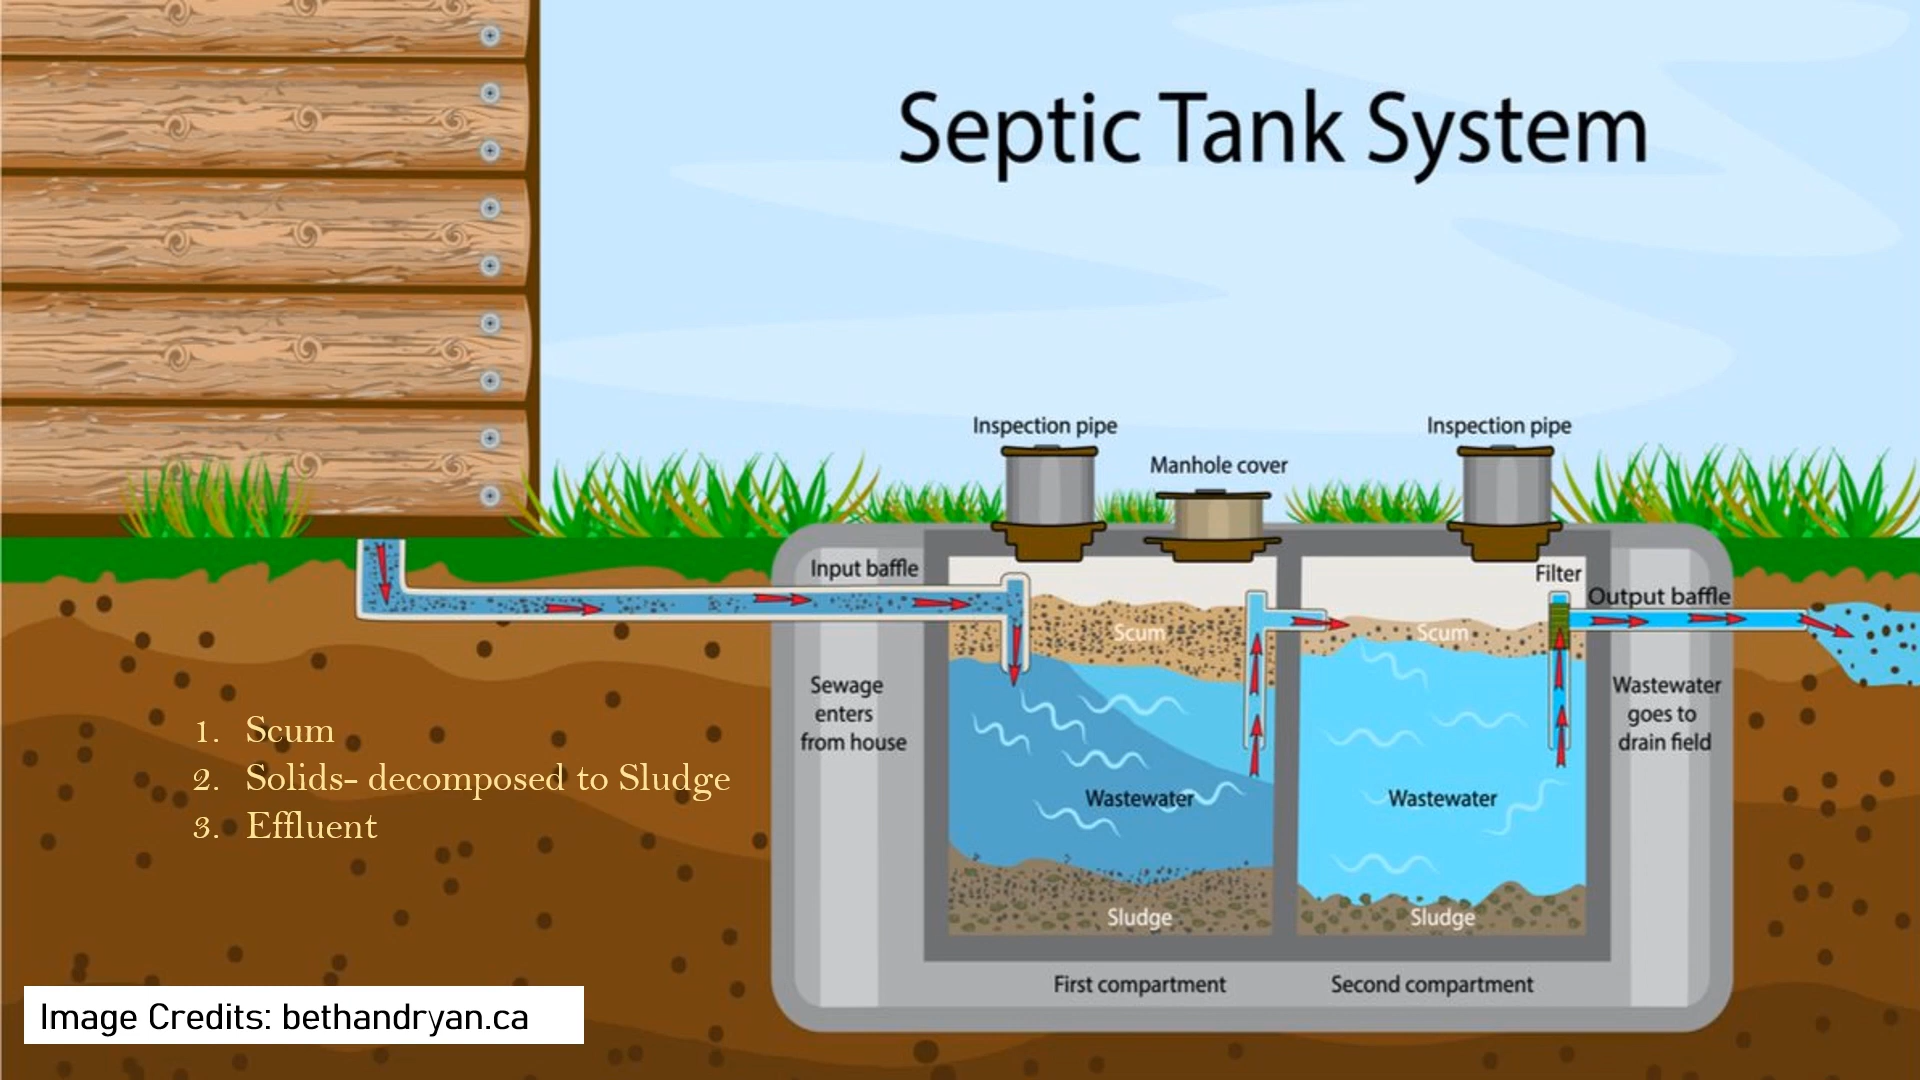 Septic Tank System
Inspection pipe
Inspection pipe
Manhole cover
Input baffle
Filter
Output baffle
Scum
Scum
Sewage
enters
from house
Wastewater
goes to
drain field
1. Scum
2. Solids- decomposed to Sludge
3. Effluent
Wastewater
Wastewater
Sludge
Sludge
First compartment
Second compartment
Image Credits: bethandryan.ca